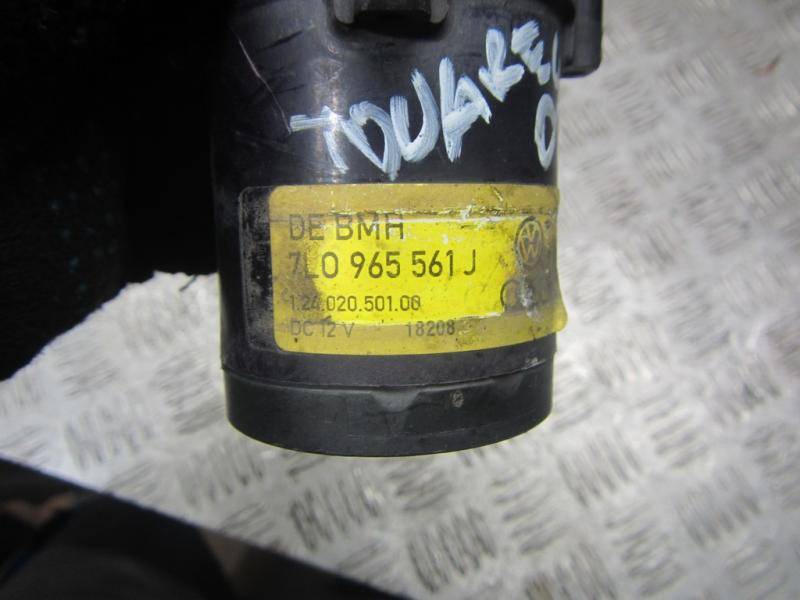 TOUARE
DE BMH
7L0 965 561 J
1.24.020.501.00
DC 12 V 18208